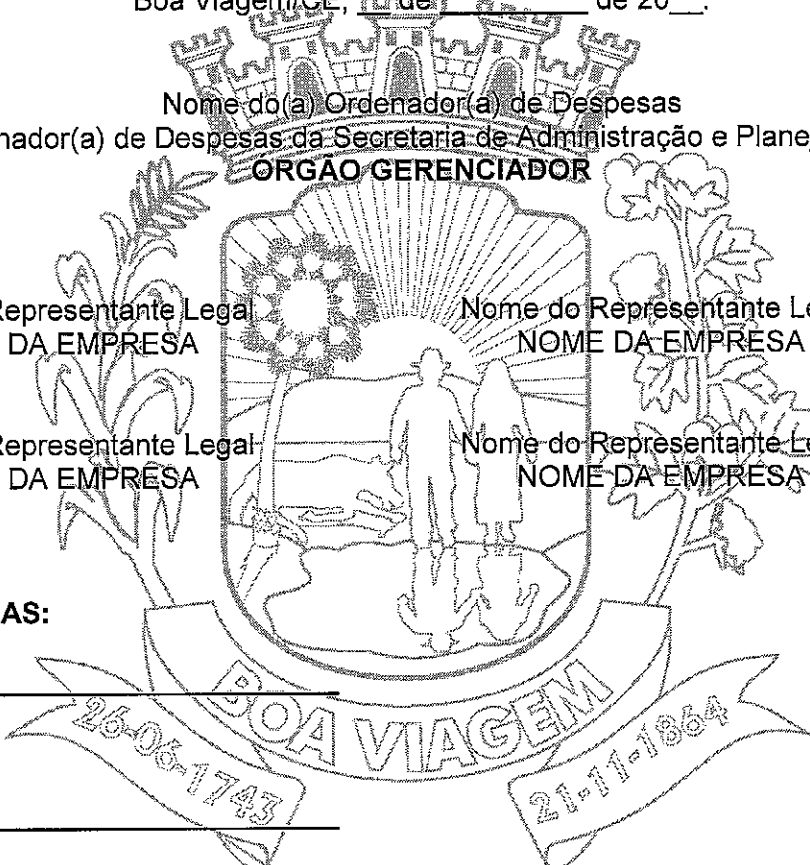 Boa Viagem/CE, __ de __________ de 20__.
Nome do(a) Ordenador(a) de Despesas
nador(a) de Despesas da Secretaria de Administração e Plane
ÓRGÃO GERENCIADOR
Representante Legal
Nome do Representante Le
DA EMPRESA
NOME DA EMPRESA
Representante Legal
Nome do Representante Le
DA EMPRESA
NOME DA EMPRESA
AS:
BOA VIAGEM
26-06-1743
21-11-1864